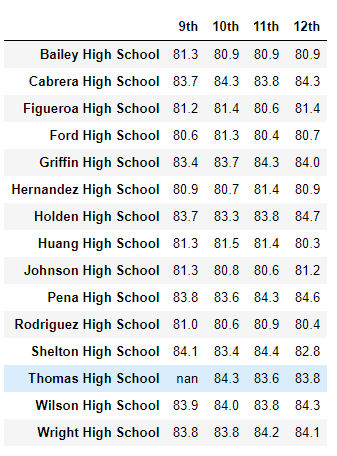 9th 10th 11th 12th
Bailey High School 81.3 80.9 80.9 80.9
Cabrera High School 83.7 84.3 83.8 84.3
Figueroa High School 81.2 81.4 80.6 81.4
Ford High School 80.6 81.3 80.4 80.7
Griffin High School 83.4 83.7 84.3 84.0
Hernandez High School 80.9 80.7 81.4 80.9
Holden High School 83.7 83.3 83.8 84.7
Huang High School 81.3 81.5 81.4 80.3
Johnson High School 81.3 80.8 80.6 81.2
Pena High School 83.8 83.6 84.3 84.6
Rodriguez High School 81.0 80.6 80.9 80.4
Shelton High School 84.1 83.4 84.4 82.8
Thomas High School nan 84.3 83.6 83.8
Wilson High School 83.9 84.0 83.8 84.3
Wright High School 83.8 83.8 84.2 84.1